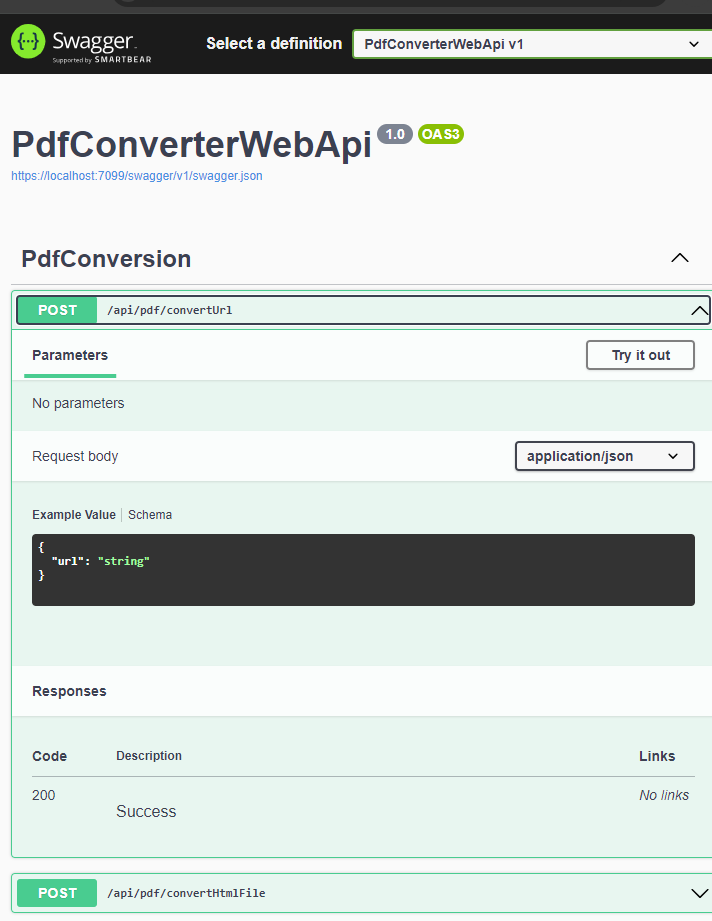 Swagger
Supported by SMARTBEAR
Select a definition
PdfConverterWebApi v1
PdfConverterWebApi 1.0 OAS3
https://localhost:7099/swagger/v1/swagger.json
PdfConversion
POST /api/pdf/convertUrl
Parameters
Try it out
No parameters
Request body
application/json
Example Value Schema
{
"url": "string"
}
Responses
Code Description Links
200 Success No links
POST /api/pdf/convertHtmlFile